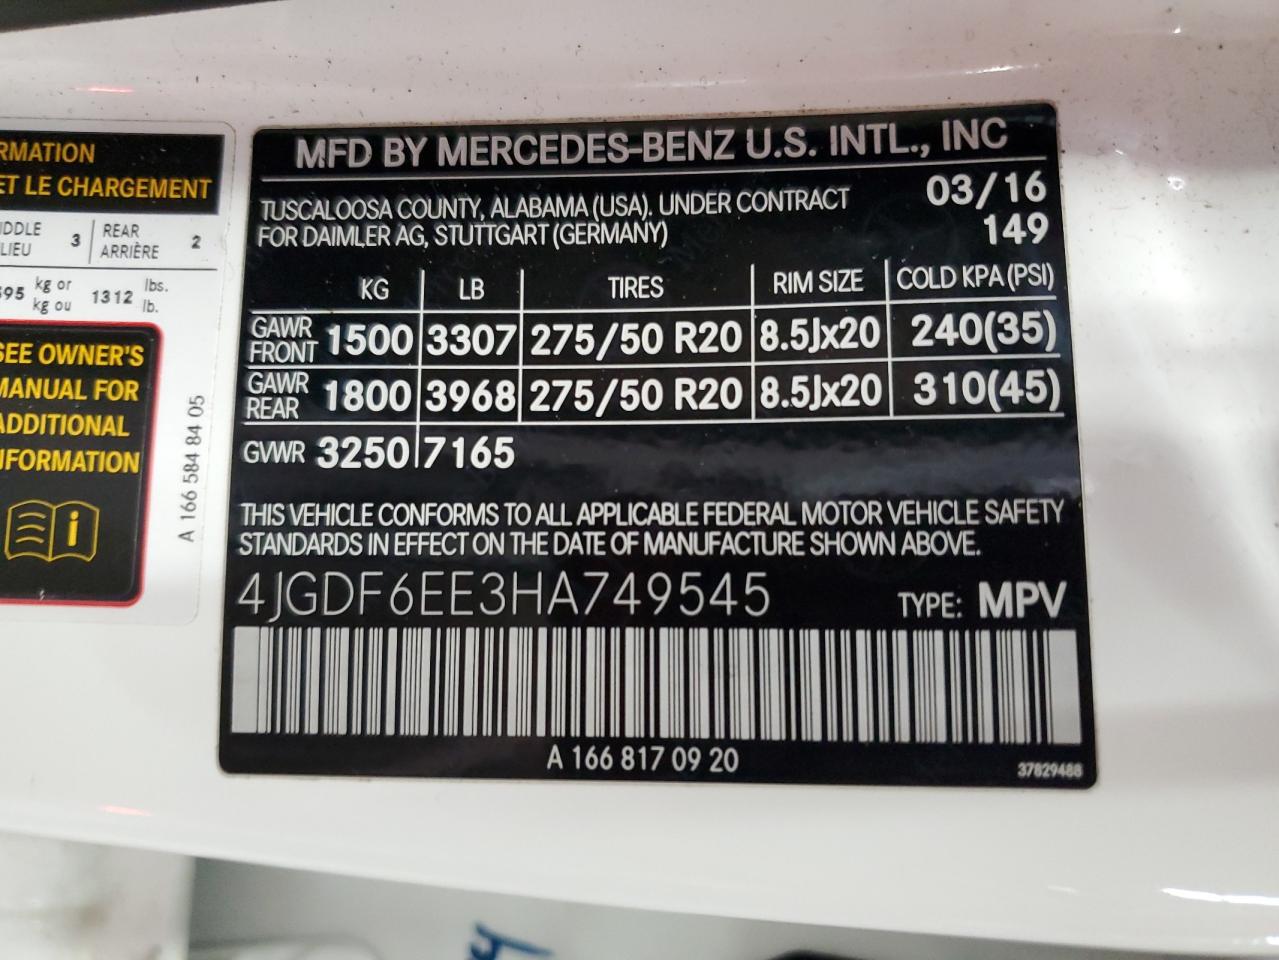 RMATION
ET LE CHARGEMENT
3
REAR
ARRIÈRE
2
kg or
kg ou
1312
lbs.
lb.
SEE OWNER'S
MANUAL FOR
ADDITIONAL
INFORMATION
i
A 166 584 84 05
MFD BY MERCEDES-BENZ U.S. INTL., INC
TUSCALOOSA COUNTY, ALABAMA (USA), UNDER CONTRACT
FOR DAIMLER AG, STUTTGART (GERMANY)
03/16
149
KG LB TIRES RIM SIZE COLD KPA (PSI)
GAWR FRONT 1500 3307 275/50 R20 8.5Jx20 240(35)
GAWR REAR 1800 3968 275/50 R20 8.5Jx20 310(45)
GVWR 3250 7165
THIS VEHICLE CONFORMS TO ALL APPLICABLE FEDERAL MOTOR VEHICLE SAFETY
STANDARDS IN EFFECT ON THE DATE OF MANUFACTURE SHOWN ABOVE.
4JGDF6EE3HA749545 TYPE: MPV
A 166 817 09 20
37829488